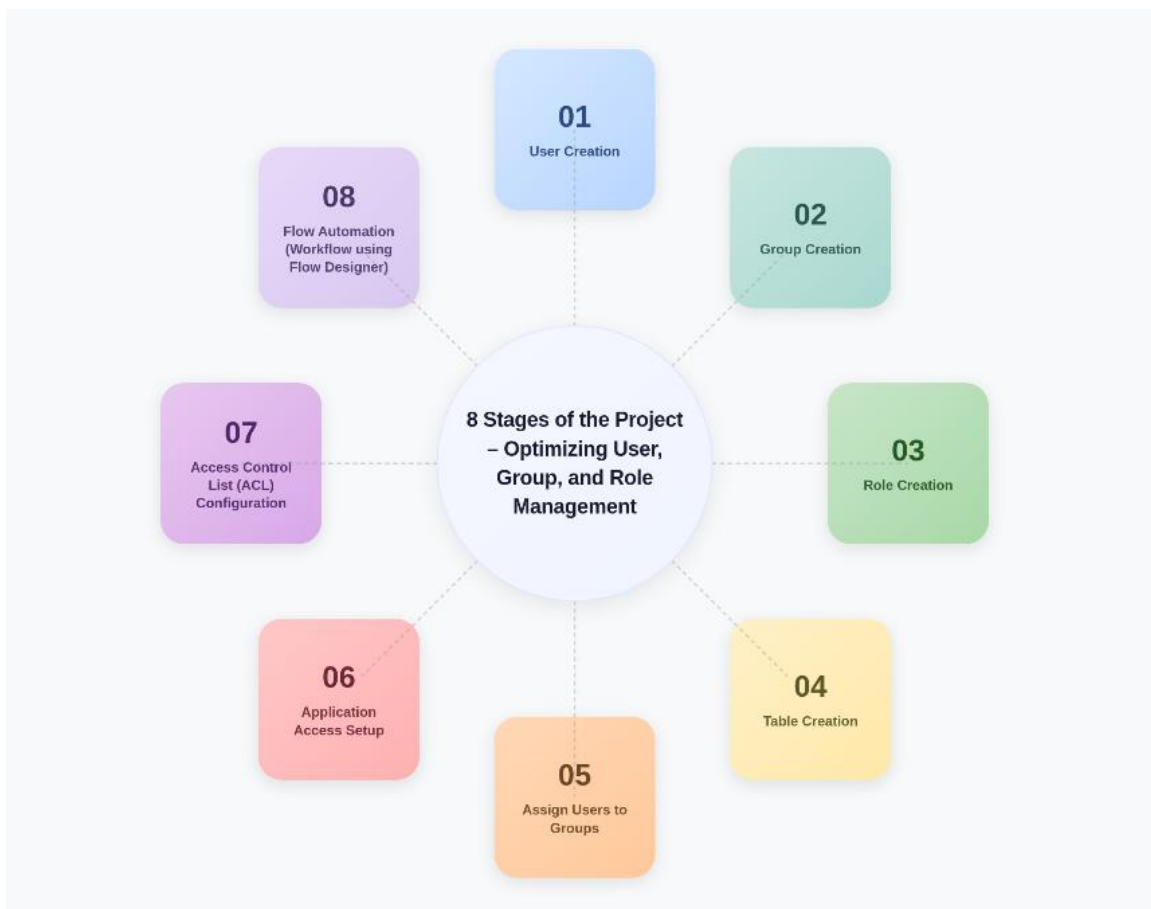 01
User Creation
02
Group Creation
03
Role Creation
04
Table Creation
05
Assign Users to
Groups
06
Application
Access Setup
07
Access Control
List (ACL)
Configuration
08
Flow Automation
(Workflow using
Flow Designer)
8 Stages of the Project
– Optimizing User,
Group, and Role
Management